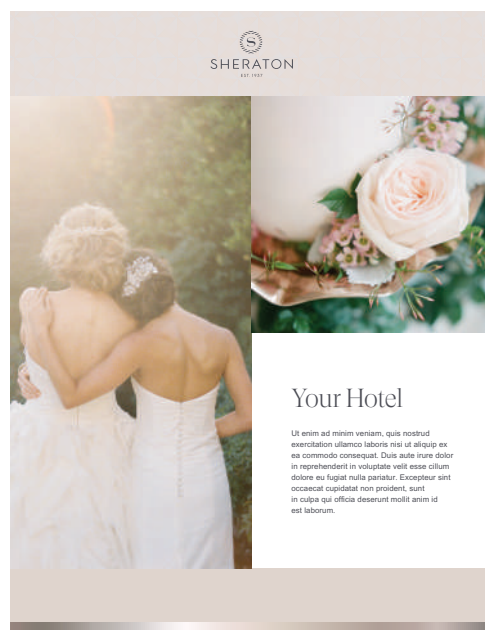 S
SHERATON
EST. 1937
Your Hotel
Ut enim ad minim veniam, quis nostrud
exercitation ullamco laboris nisi ut aliquip ex
ea commodo consequat. Duis aute irure dolor
in reprehenderit in voluptate velit esse cillum
dolore eu fugiat nulla pariatur. Excepteur sint
occaecat cupidatat non proident, sunt
in culpa qui officia deserunt mollit anim id
est laborum.